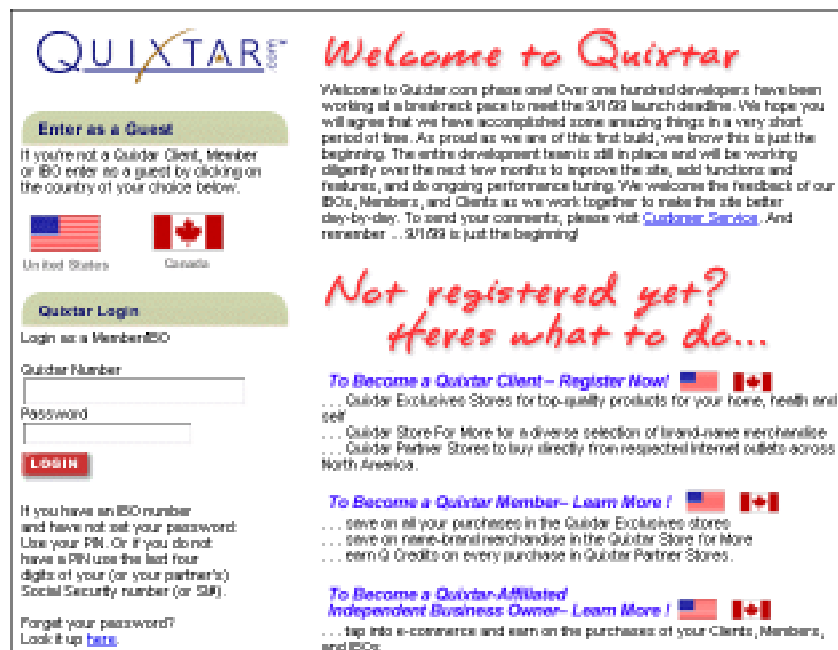 QUIXTAR.com
Enter as a Guest
If you're not a Quixtar Client, Member
or IBO enter as a guest by clicking on
the country of your choice below.
United States
Canada
Quixtar Login
Login as a Member/IBO
Quixtar Number
Password
LOGIN
If you have an IBO number
and have not set your password:
Use your PIN. Or if you do not
have a PIN use the last four
digits of your (or your partner's)
Social Security number (or SI#).
Forget your password?
Look it up here.
Welcome to Quixtar
Welcome to Quixtar.com phase one! Over one hundred developers have been
working at a breakneck pace to meet the 9/1/99 launch deadline. We hope you
will agree that we have accomplished some amazing things in a very short
period of time. As proud as we are of this first build, we know this is just the
beginning. The entire development team is still in place and will be working
diligently over the next few months to improve the site, add functions and
features, and do ongoing performance tuning. We welcome the feedback of our
IBOs, Members, and Clients as we work together to make the site better
day-by-day. To send your comments, please visit Customer Service. And
remember ... 9/1/99 is just the beginning!
Not registered yet?
Heres what to do...
To Become a Quixtar Client – Register Now!
. . . Quixtar Exclusives Stores for top-quality products for your home, health and
self
. . . Quixtar Store For More for a diverse selection of brand-name merchandise
. . . Quixtar Partner Stores to buy directly from respected Internet outlets across
North America.
To Become a Quixtar Member– Learn More !
. . . save on all your purchases in the Quixtar Exclusives stores
. . . save on name-brand merchandise in the Quixtar Store for More
. . . earn Q Credits on every purchase in Quixtar Partner Stores.
To Become a Quixtar-Affiliated
Independent Business Owner– Learn More !
. . . tap into e-commerce and earn on the purchases of your Clients, Members,
and IBOs